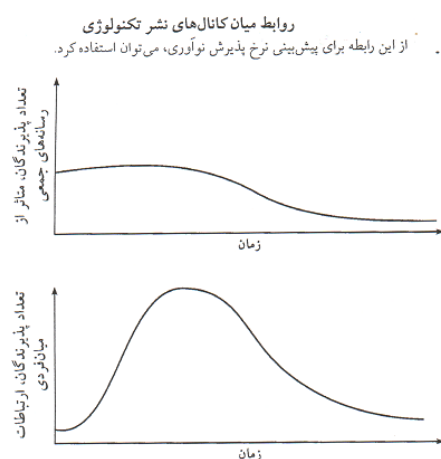 روابط میان کانال‌های نشر تکنولوژی
از این رابطه برای پیش‌بینی نرخ پذیرش نوآوری، می‌توان استفاده کرد.
تعداد پذیرندگان، متاثر از
رسانه‌های جمعی
زمان
تعداد پذیرندگان، ارتباطات
میان‌فردی
زمان